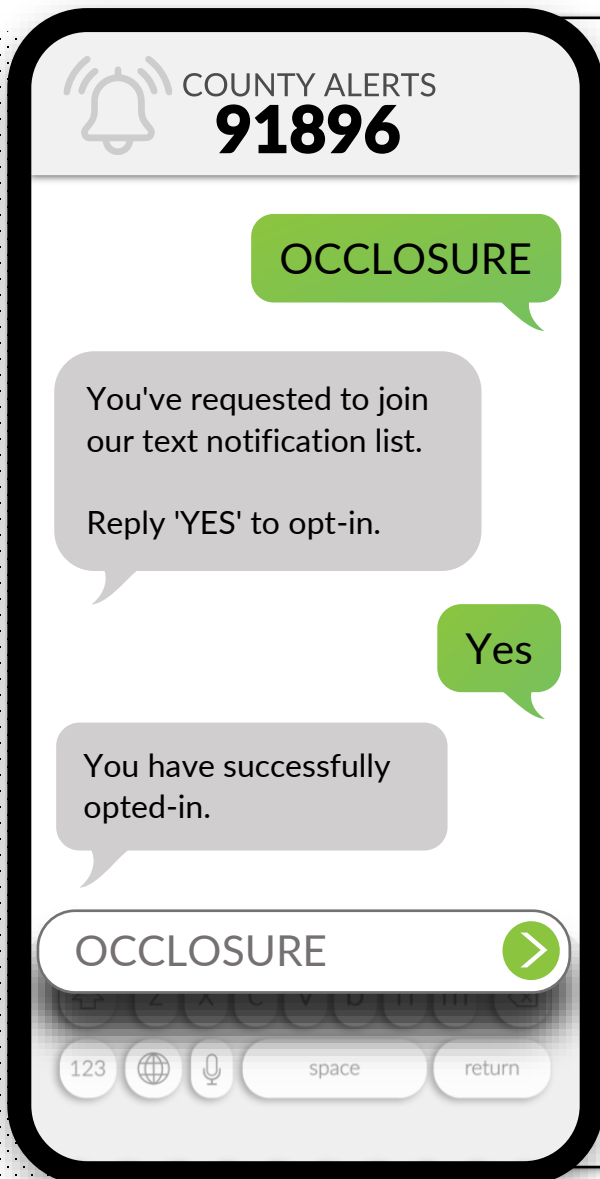 COUNTY ALERTS
91896
OCCLOSURE
You've requested to join
our text notification list.
Reply 'YES' to opt-in.
Yes
You have successfully
opted-in.
OCCLOSURE
Z X C V b n m
123 space return